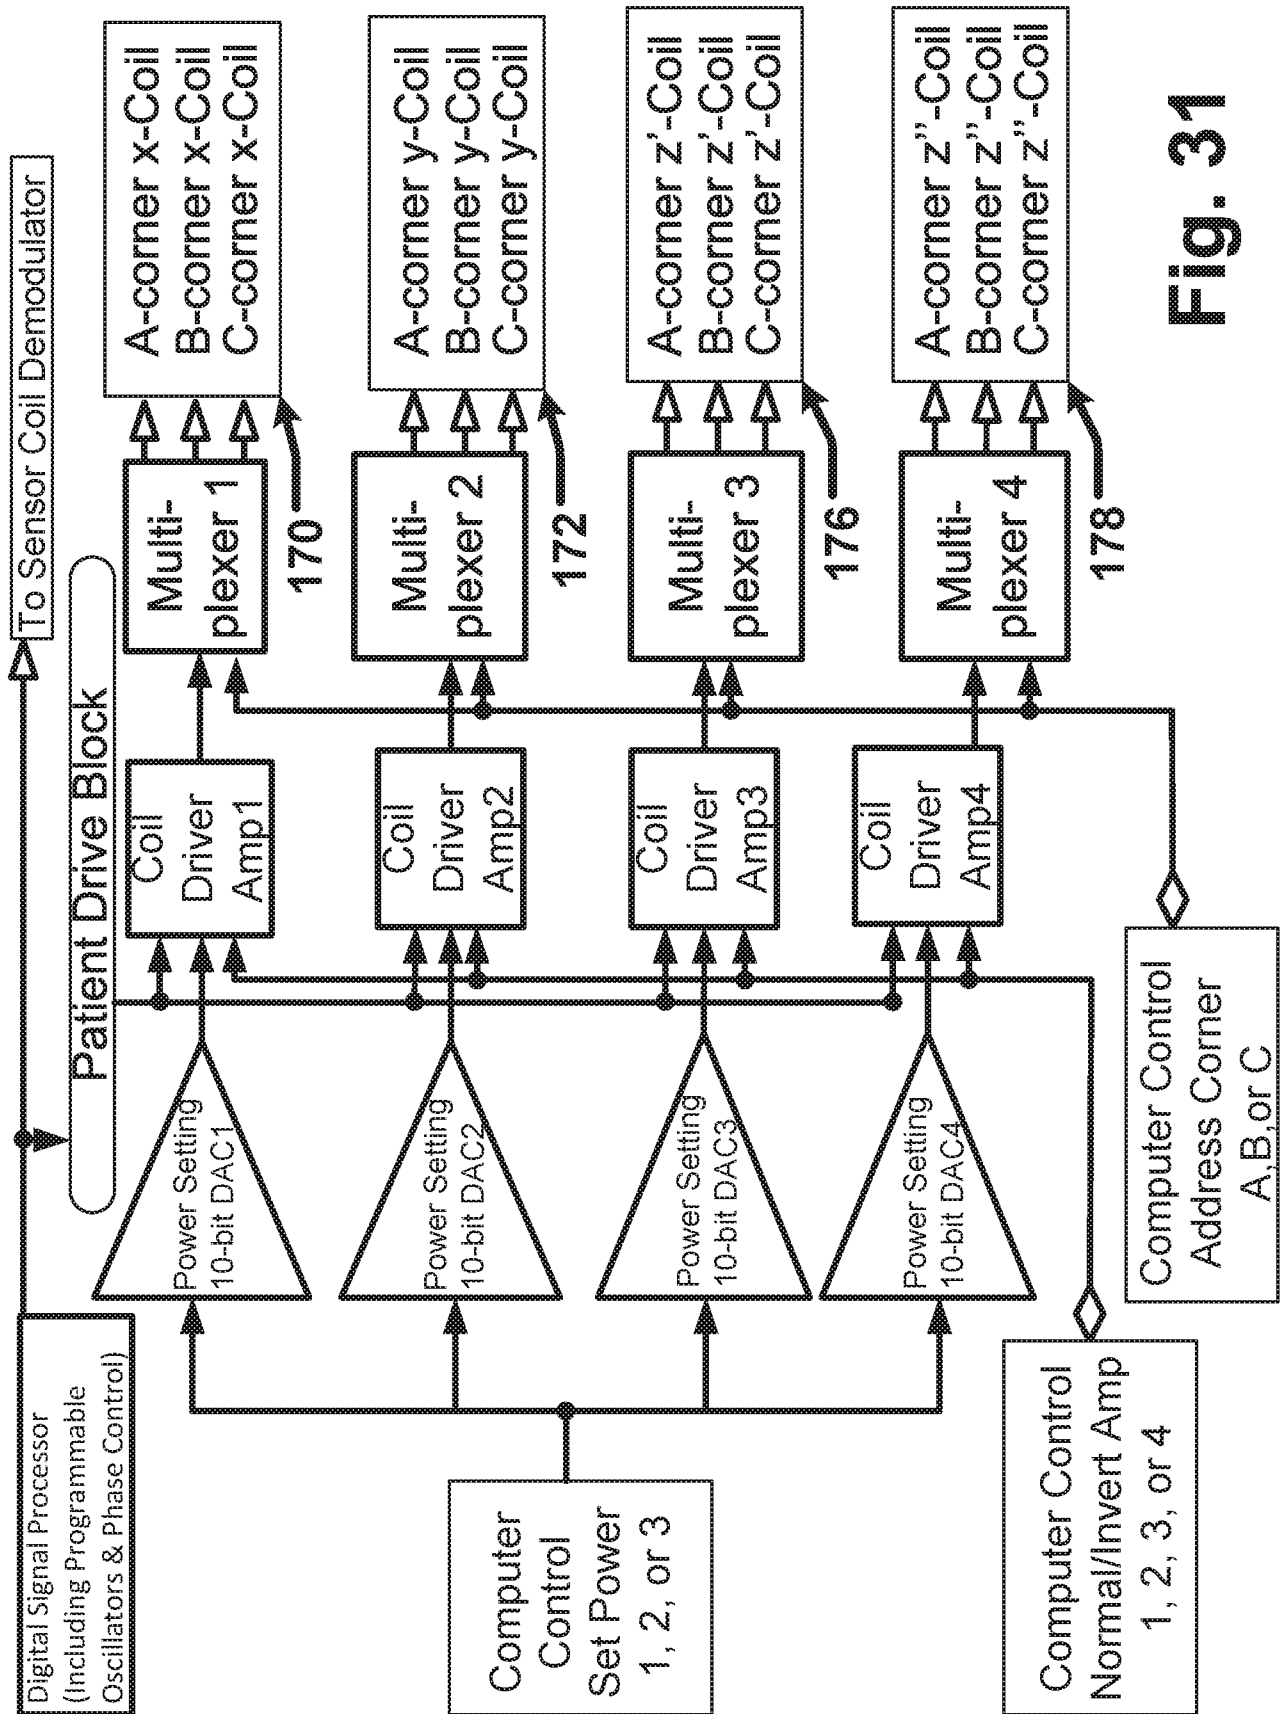 Digital Signal Processor
(Including Programmable
Oscillators & Phase Control)
To Sensor Coil Demodulator
Patient Drive Block
Computer
Control
Set Power
1, 2, or 3
Power Setting
10-bit DAC1
Coil
Driver
Amp1
Multi-
plexer 1
A-corner x-Coil
B-corner x-Coil
C-corner x-Coil
170
Power Setting
10-bit DAC2
Coil
Driver
Amp2
Multi-
plexer 2
A-corner y-Coil
B-corner y-Coil
C-corner y-Coil
172
Power Setting
10-bit DAC3
Coil
Driver
Amp3
Multi-
plexer 3
A-corner z'-Coil
B-corner z'-Coil
C-corner z'-Coil
176
Power Setting
10-bit DAC4
Coil
Driver
Amp4
Multi-
plexer 4
A-corner z''-Coil
B-corner z''-Coil
C-corner z''-Coil
178
Computer Control
Normal/Invert Amp
1, 2, 3, or 4
Computer Control
Address Corner
A,B,or C
Fig. 31